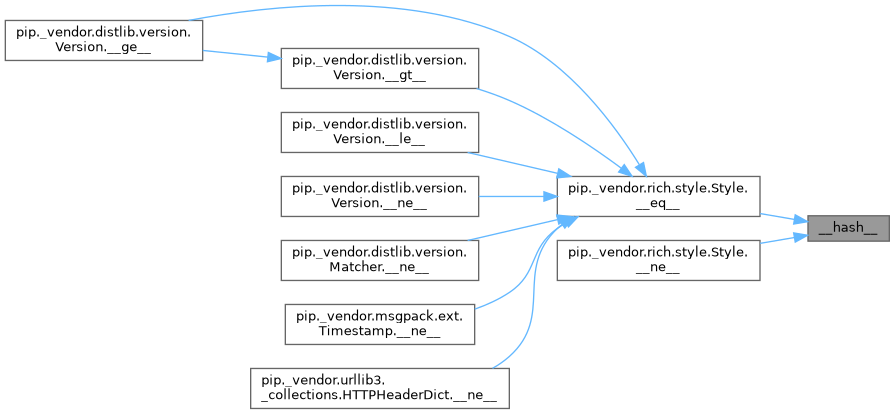 pip._vendor.distlib.version.
Version.__ge__
pip._vendor.distlib.version.
Version.__gt__
pip._vendor.distlib.version.
Version.__le__
pip._vendor.distlib.version.
Version.__ne__
pip._vendor.distlib.version.
Matcher.__ne__
pip._vendor.msgpack.ext.
Timestamp.__ne__
pip._vendor.urllib3.
_collections.HTTPHeaderDict.__ne__
pip._vendor.rich.style.Style.
__eq__
pip._vendor.rich.style.Style.
__ne__
__hash__